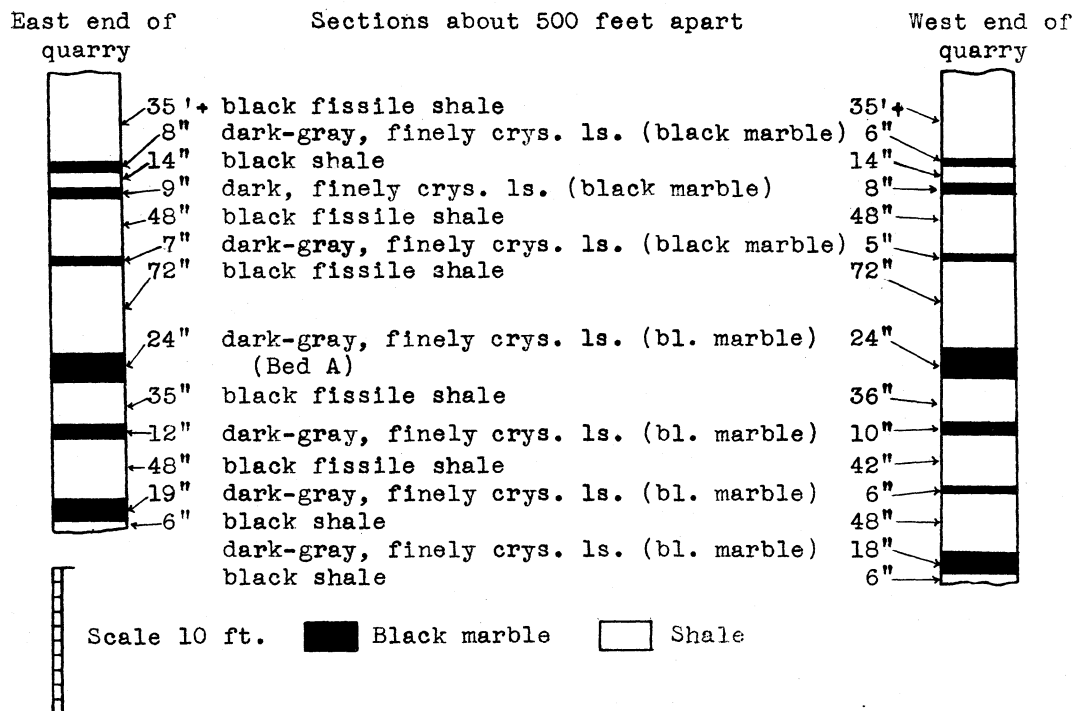 East end of quarry    Sections about 500 feet apart    West end of quarry
35'+ black fissile shale 35'+
8" dark-gray, finely crys. ls. (black marble) 6"
14" black shale 14"
9" dark, finely crys. ls. (black marble) 8"
48" black fissile shale 48"
7" dark-gray, finely crys. ls. (black marble) 5"
72" black fissile shale 72"
24" dark-gray, finely crys. ls. (bl. marble) 24"
(Bed A)
35" black fissile shale 36"
12" dark-gray, finely crys. ls. (bl. marble) 10"
48" black fissile shale 42"
19" dark-gray, finely crys. ls. (bl. marble) 6"
6" black shale 48"
dark-gray, finely crys. ls. (bl. marble) 18"
black shale 6"
Scale 10 ft. Black marble Shale